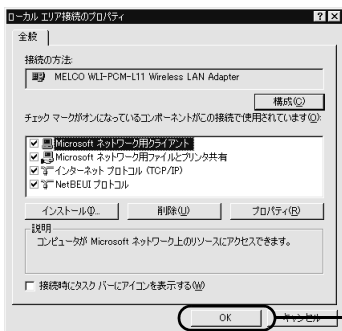 ローカル エリア接続のプロパティ
全般
接続の方法:
MELCO WLI-PCM-L11 Wireless LAN Adapter
構成(C)
チェック マークがオンになっているコンポーネントがこの接続で使用されています(O):
Microsoft ネットワーク用クライアント
Microsoft ネットワーク用ファイルとプリンタ共有
インターネット プロトコル (TCP/IP)
NetBEUI プロトコル
インストール(I)...
削除(U)
プロパティ(R)
説明
コンピュータが Microsoft ネットワーク上のリソースにアクセスできます。
接続時にタスク バーにアイコンを表示する(W)
OK
キャンセル